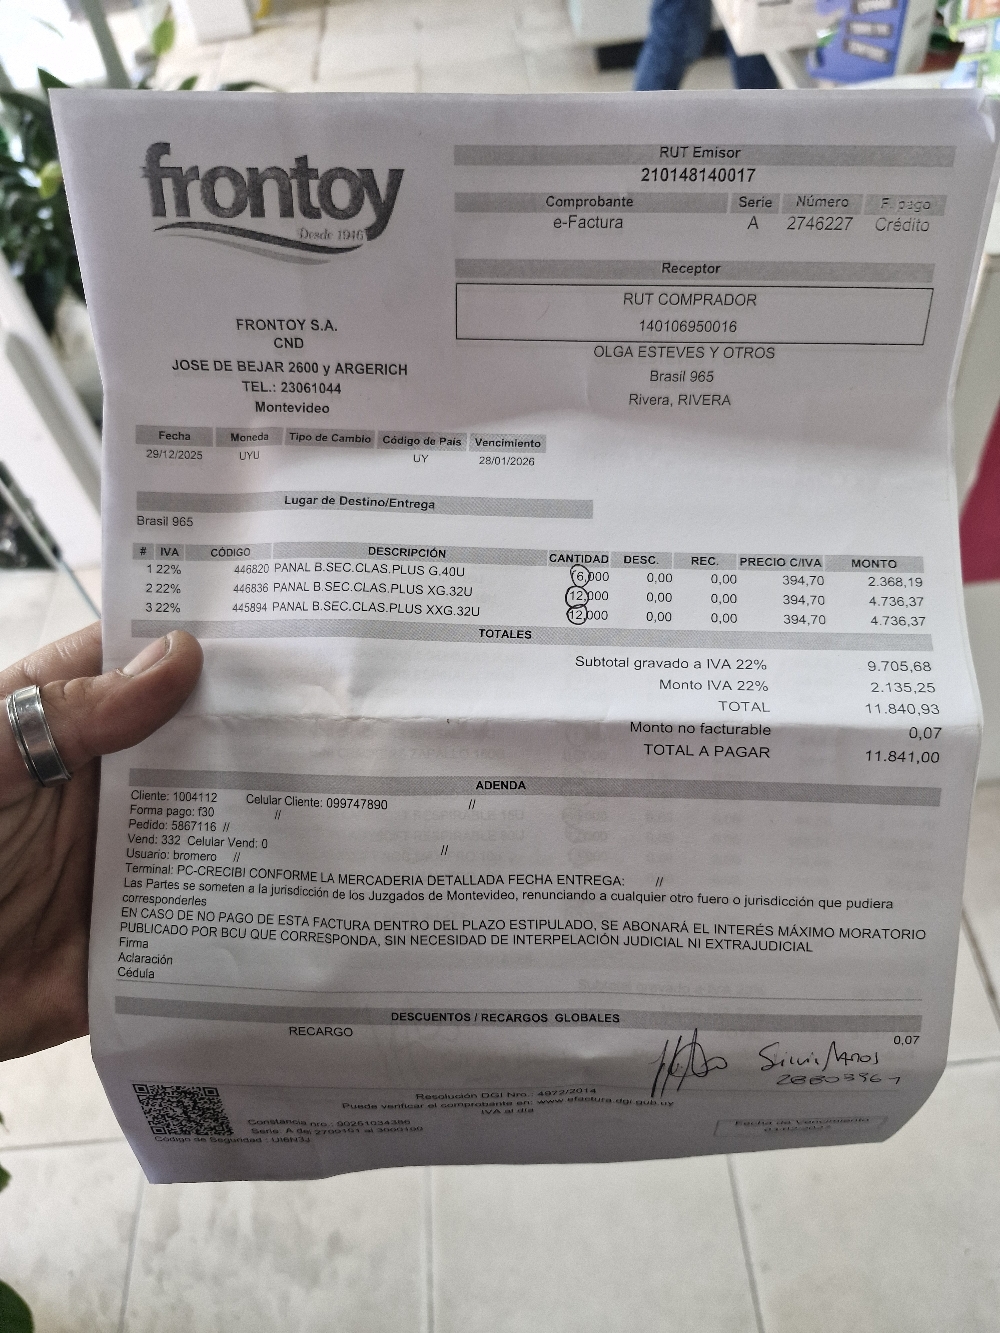 frontoy
Desde 1946
FRONTOY S.A.
CND
JOSE DE BEJAR 2600 y ARGERICH
TEL.: 23061044
Montevideo
RUT Emisor
210148140017
Comprobante Serie Número F. pago
e-Factura A 2746227 Crédito
Receptor
RUT COMPRADOR
140106950016
OLGA ESTEVES Y OTROS
Brasil 965
Rivera, RIVERA
Fecha Moneda Tipo de Cambio Código de País Vencimiento
29/12/2025 UYU UY 28/01/2026
Lugar de Destino/Entrega
Brasil 965
# IVA CÓDIGO DESCRIPCIÓN CANTIDAD DESC. REC. PRECIO C/IVA MONTO
1 22% 446820 PANAL B.SEC.CLAS.PLUS G.40U 6,000 0,00 0,00 394,70 2.368,19
2 22% 446836 PANAL B.SEC.CLAS.PLUS XG.32U 12,000 0,00 0,00 394,70 4.736,37
3 22% 445894 PANAL B.SEC.CLAS.PLUS XXG.32U 12,000 0,00 0,00 394,70 4.736,37
TOTALES
Subtotal gravado a IVA 22% 9.705,68
Monto IVA 22% 2.135,25
TOTAL 11.840,93
Monto no facturable 0,07
TOTAL A PAGAR 11.841,00
ADENDA
Cliente: 1004112 Celular Cliente: 099747890 //
Forma pago: f30 //
Pedido: 5867116 //
Vend: 332 Celular Vend: 0 //
Usuario: bromero //
Terminal: PC-CRECIBI CONFORME LA MERCADERIA DETALLADA FECHA ENTREGA: //
Las Partes se someten a la jurisdicción de los Juzgados de Montevideo, renunciando a cualquier otro fuero o jurisdicción que pudiera
corresponderles
EN CASO DE NO PAGO DE ESTA FACTURA DENTRO DEL PLAZO ESTIPULADO, SE ABONARÁ EL INTERÉS MÁXIMO MORATORIO
PUBLICADO POR BCU QUE CORRESPONDA, SIN NECESIDAD DE INTERPELACIÓN JUDICIAL NI EXTRAJUDICIAL
Firma
Aclaración
Cédula
DESCUENTOS / RECARGOS GLOBALES
RECARGO 0,07
Resolución DGI Nro.: 4972/2014
Puede verificar el comprobante en: www.efactura.dgi.gub.uy
IVA al día
Constancia nro.: 90251034386
Serie: A de
Código de Seguridad :
Fecha de Vencimiento